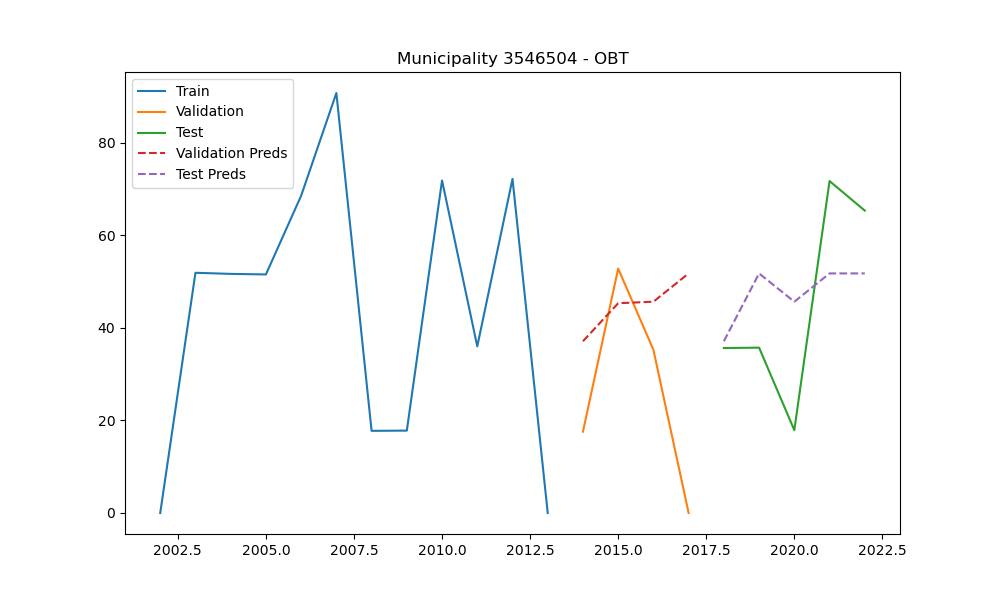 Municipality 3546504 - OBT
Train
Validation
Test
Validation Preds
Test Preds
80
60
40
20
0
2002.5 2005.0 2007.5 2010.0 2012.5 2015.0 2017.5 2020.0 2022.5